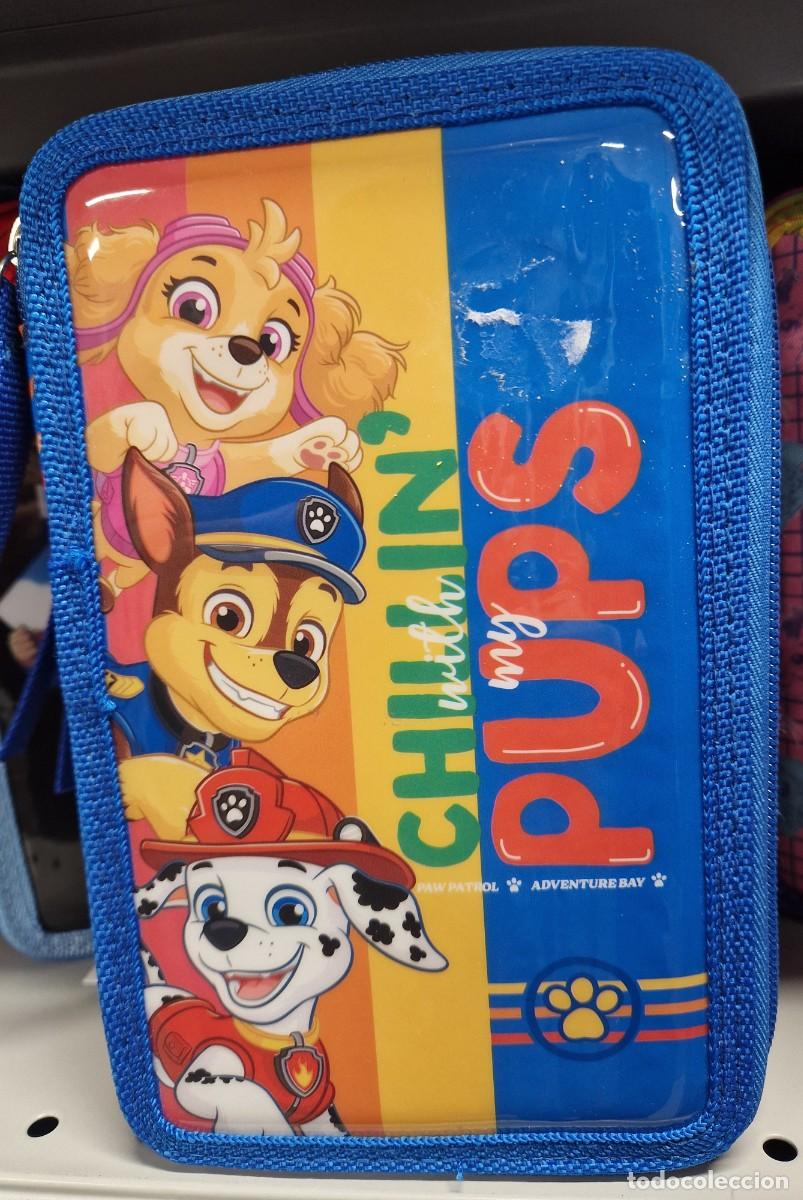 CHILLIN'
with
my
PUPS
PAW PATROL ADVENTURE BAY
todocoleccion